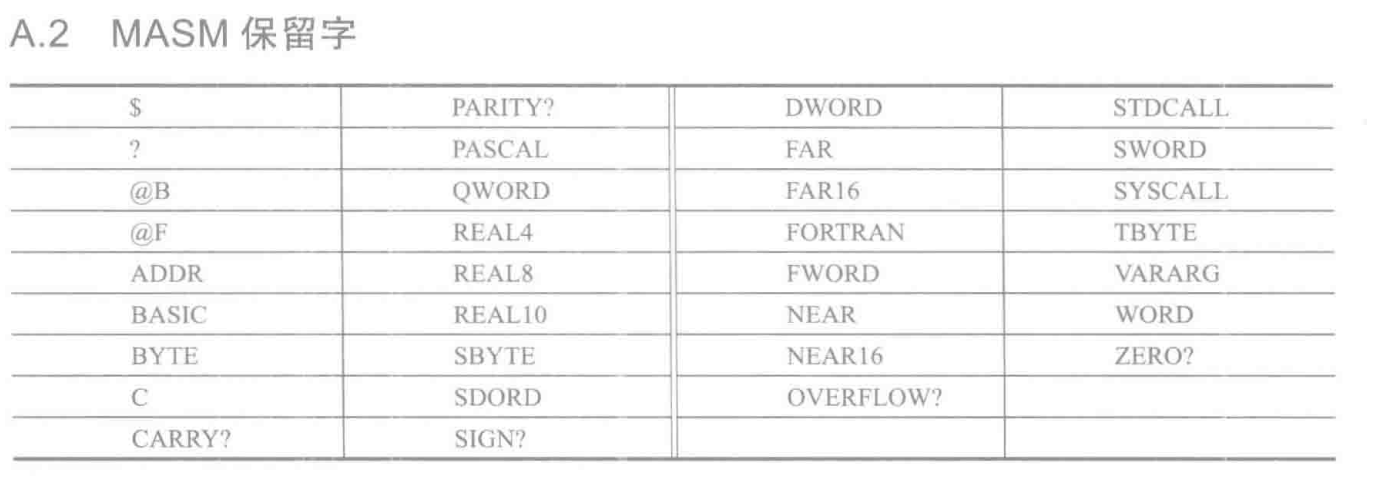 A.2 MASM 保留字
$ PARITY? DWORD STDCALL
? PASCAL FAR SWORD
@B QWORD FAR16 SYSCALL
@F REAL4 FORTRAN TBYTE
ADDR REAL8 FWORD VARARG
BASIC REAL10 NEAR WORD
BYTE SBYTE NEAR16 ZERO?
C SDORD OVERFLOW?
CARRY? SIGN?